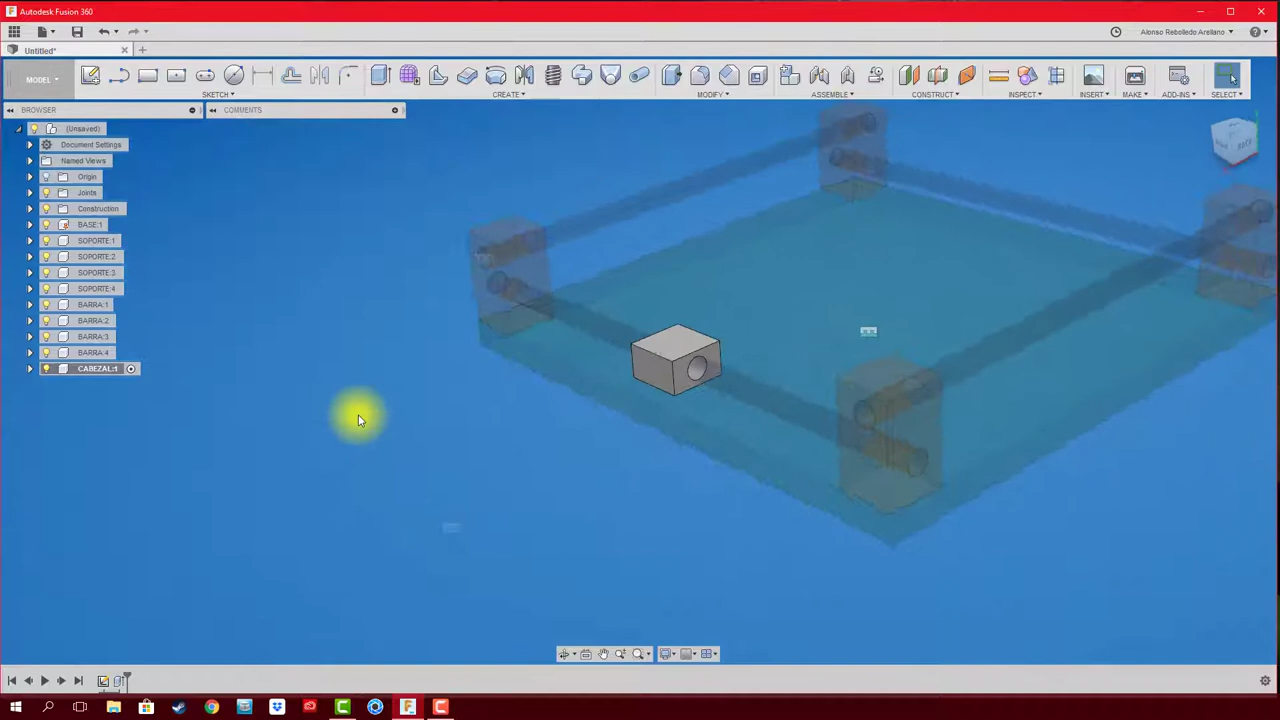 Autodesk Fusion 360
Alonso Rebolledo Arellano
Untitled*
MODEL
SKETCH
CREATE
MODIFY
ASSEMBLE
CONSTRUCT
INSPECT
INSERT
MAKE
ADD-INS
SELECT
BROWSER
COMMENTS
(Unsaved)
Document Settings
Named Views
Origin
Joints
Construction
BASE:1
SOPORTE:1
SOPORTE:2
SOPORTE:3
SOPORTE:4
BARRA:1
BARRA:2
BARRA:3
BARRA:4
CABEZAL:1